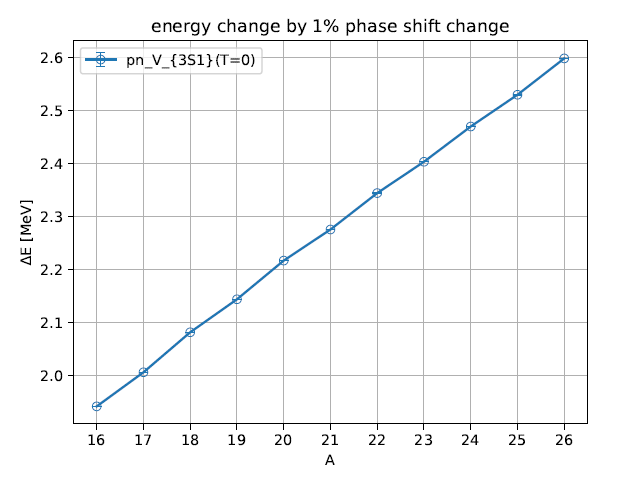 energy change by 1% phase shift change
pn_V_{3S1}(T=0)
ΔE [MeV]
2.6
2.5
2.4
2.3
2.2
2.1
2.0
16 17 18 19 20 21 22 23 24 25 26
A